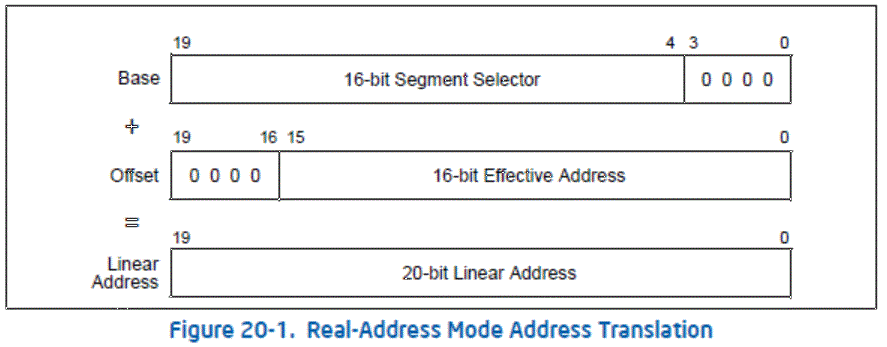 19 4 3 0
Base 16-bit Segment Selector 0 0 0 0
+
19 16 15 0
Offset 0 0 0 0 16-bit Effective Address
=
19 0
Linear Address 20-bit Linear Address
Figure 20-1. Real-Address Mode Address Translation